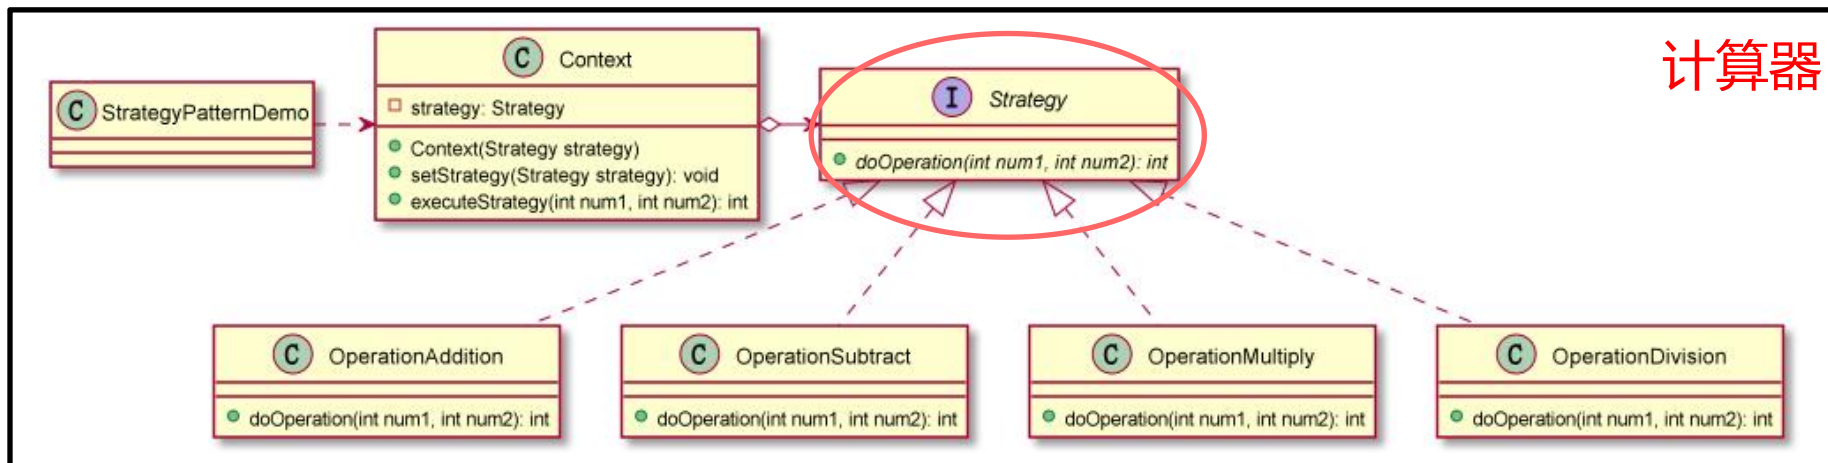 计算器
C StrategyPatternDemo
C Context
strategy: Strategy
Context(Strategy strategy)
setStrategy(Strategy strategy): void
executeStrategy(int num1, int num2): int
I Strategy
doOperation(int num1, int num2): int
C OperationAddition
doOperation(int num1, int num2): int
C OperationSubtract
doOperation(int num1, int num2): int
C OperationMultiply
doOperation(int num1, int num2): int
C OperationDivision
doOperation(int num1, int num2): int